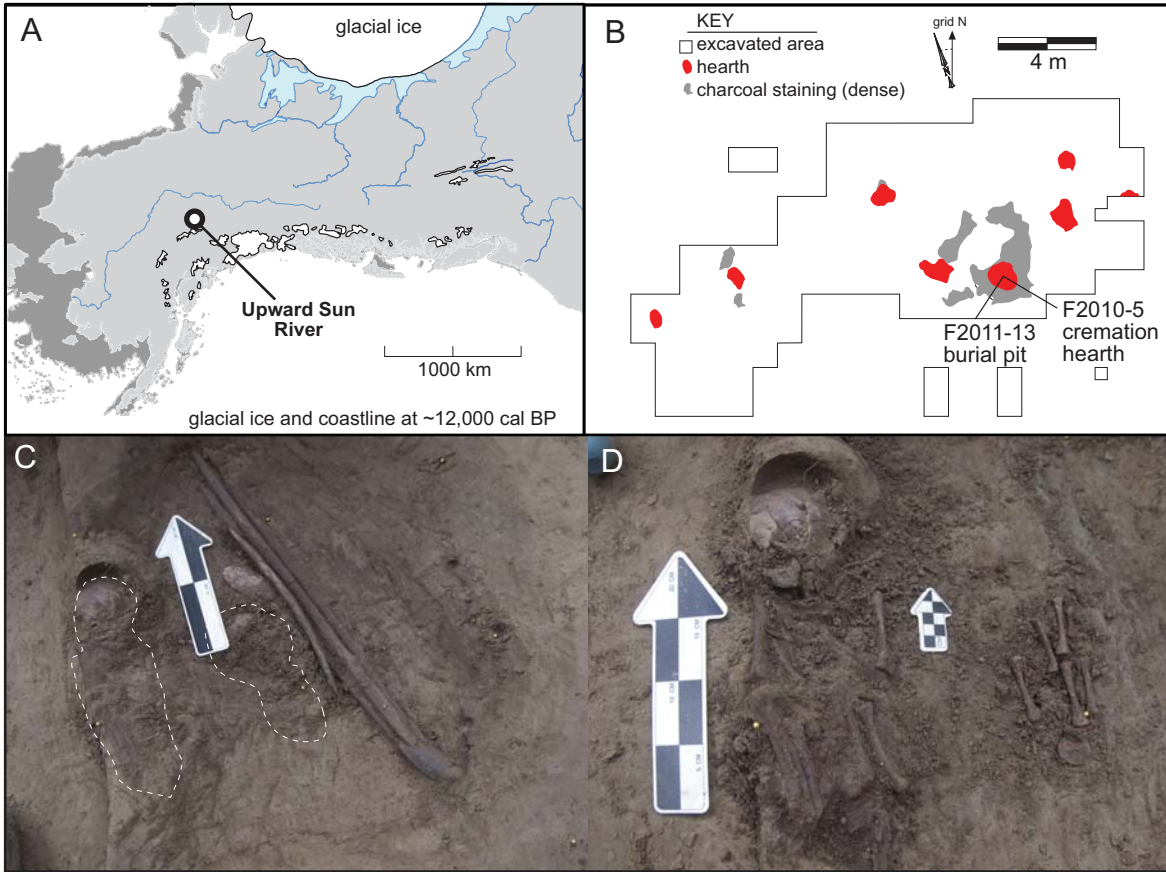 A
glacial ice
Upward Sun
River
1000 km
glacial ice and coastline at ~12,000 cal BP
B
KEY
excavated area
hearth
charcoal staining (dense)
grid N
4 m
F2011-13
burial pit
F2010-5
cremation
hearth
C
D